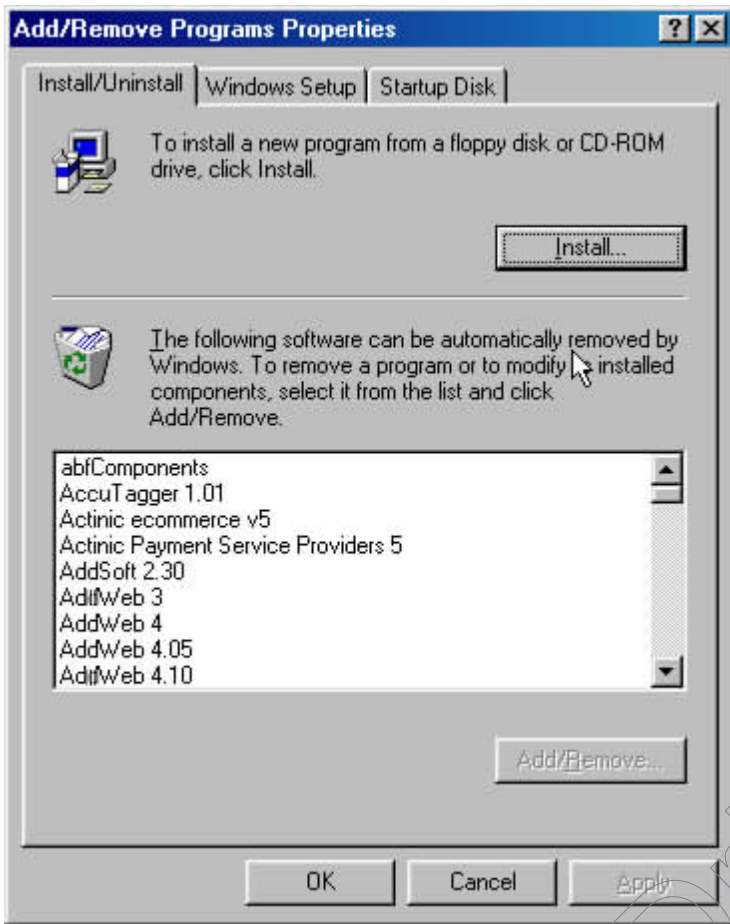 Add/Remove Programs Properties
Install/Uninstall Windows Setup Startup Disk
To install a new program from a floppy disk or CD-ROM
drive, click Install.
Install...
The following software can be automatically removed by
Windows. To remove a program or to modify installed
components, select it from the list and click
Add/Remove.
abfComponents
AccuTagger 1.01
Actinic ecommerce v5
Actinic Payment Service Providers 5
AddSoft 2.30
AddWeb 3
AddWeb 4
AddWeb 4.05
AddWeb 4.10
Add/Remove...
OK Cancel Apply